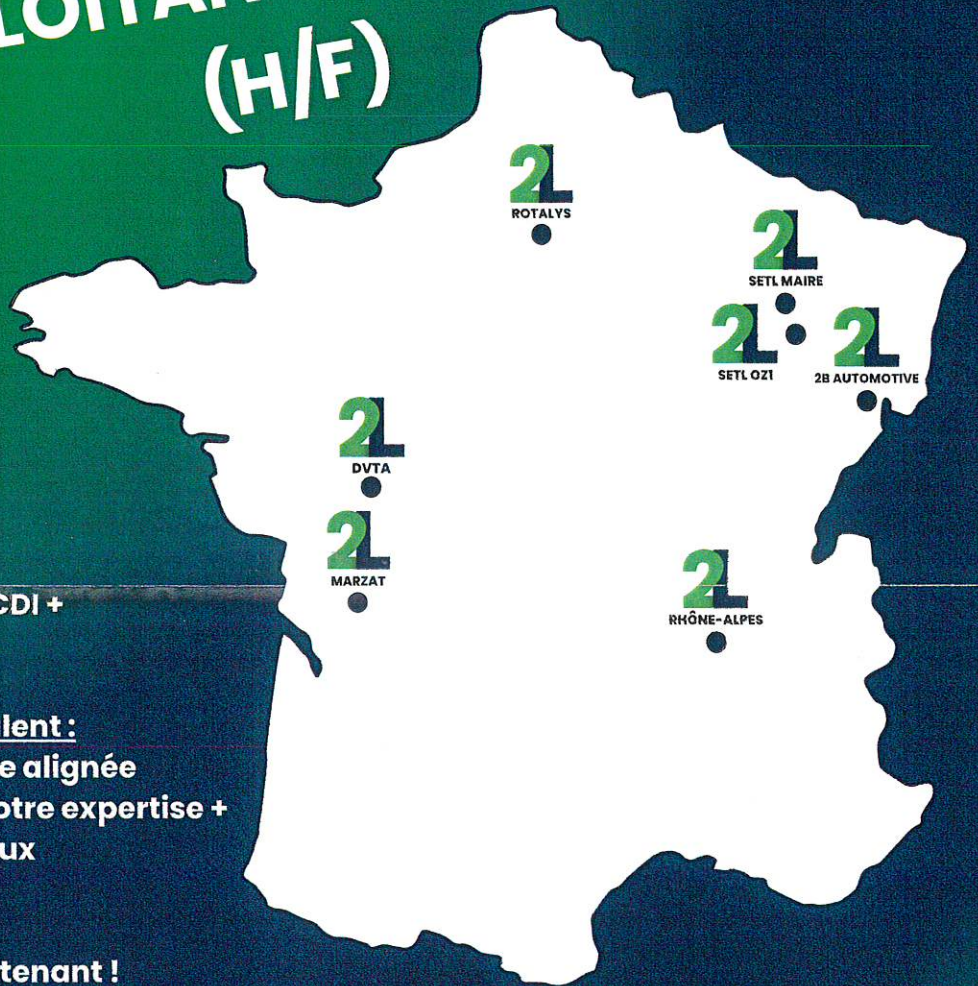 LOITAN
(H/F)
2L
ROTALYS
2L
SETL MAIRE
2L
SETL OZ1
2L
2B AUTOMOTIVE
2L
DVTA
2L
MARZAT
2L
RHÔNE-ALPES
CDI +
lent :
e alignée
otre expertise +
ux
tenant !